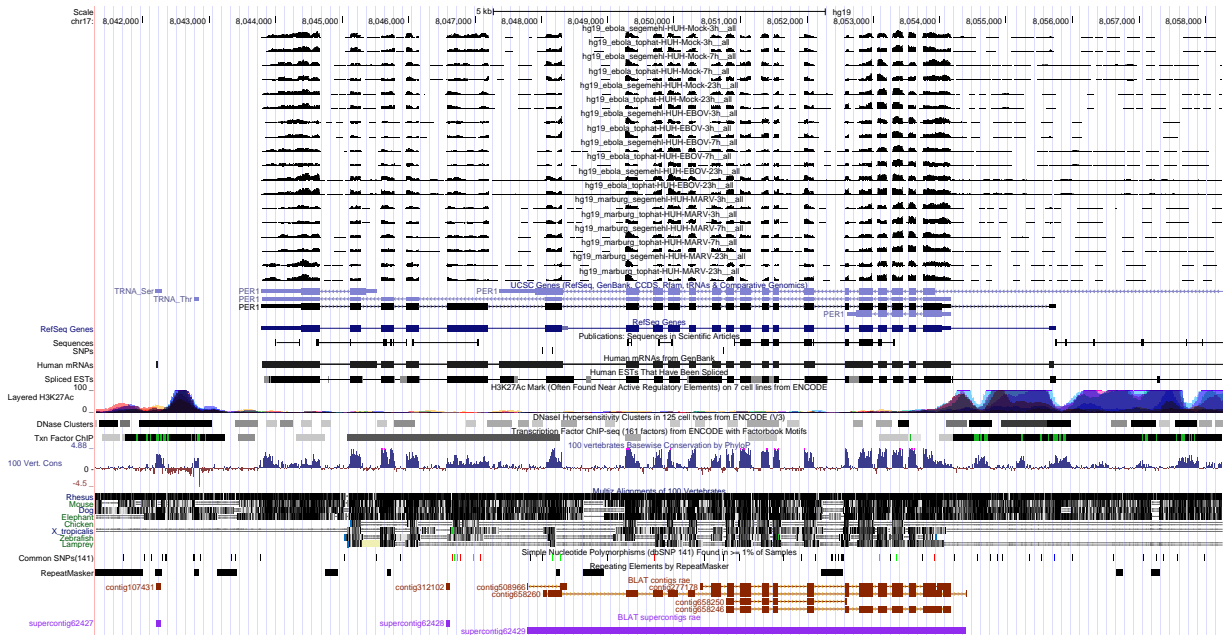 Scale 5 kb hg19
chr17: 8,042,000 8,043,000 8,044,000 8,045,000 8,046,000 8,047,000 8,048,000 8,049,000 8,050,000 8,051,000 8,052,000 8,053,000 8,054,000 8,055,000 8,056,000 8,057,000 8,058,000
hg19_ebola_segemehl-HUH-Mock-3h__all
hg19_ebola_tophat-HUH-Mock-3h__all
hg19_ebola_segemehl-HUH-Mock-7h__all
hg19_ebola_tophat-HUH-Mock-7h__all
hg19_ebola_segemehl-HUH-Mock-23h__all
hg19_ebola_tophat-HUH-Mock-23h__all
hg19_ebola_segemehl-HUH-EBOV-3h__all
hg19_ebola_tophat-HUH-EBOV-3h__all
hg19_ebola_segemehl-HUH-EBOV-7h__all
hg19_ebola_tophat-HUH-EBOV-7h__all
hg19_ebola_segemehl-HUH-EBOV-23h__all
hg19_ebola_tophat-HUH-EBOV-23h__all
hg19_marburg_segemehl-HUH-MARV-3h__all
hg19_marburg_tophat-HUH-MARV-3h__all
hg19_marburg_segemehl-HUH-MARV-7h__all
hg19_marburg_tophat-HUH-MARV-7h__all
hg19_marburg_segemehl-HUH-MARV-23h__all
hg19_marburg_tophat-HUH-MARV-23h__all
UCSC Genes (RefSeq, GenBank, CCDS, Rfam, tRNAs & Comparative Genomics)
TRNA_Ser PER1 PER1
TRNA_Thr PER1
PER1
PER1
RefSeq Genes
RefSeq Genes
Publications: Sequences in Scientific Articles
Sequences
SNPs
Human mRNAs from GenBank
Human mRNAs
Human ESTs That Have Been Spliced
Spliced ESTs
H3K27Ac Mark (Often Found Near Active Regulatory Elements) on 7 cell lines from ENCODE
100 _
Layered H3K27Ac
0 _
DNaseI Hypersensitivity Clusters in 125 cell types from ENCODE (V3)
DNase Clusters
Transcription Factor ChIP-seq (161 factors) from ENCODE with Factorbook Motifs
Txn Factor ChIP
100 vertebrates Basewise Conservation by PhyloP
4.88 _
100 Vert. Cons
0 -
-4.5 _
Multiz Alignments of 100 Vertebrates
Rhesus
Mouse
Dog
Elephant
Chicken
X_tropicalis
Zebrafish
Lamprey
Simple Nucleotide Polymorphisms (dbSNP 141) Found in >= 1% of Samples
Common SNPs(141)
Repeating Elements by RepeatMasker
RepeatMasker
BLAT contigs rae
contig107431 contig312102 contig508966 contig277178
contig658260
contig658250
contig658246
BLAT supercontigs rae
supercontig62427 supercontig62428
supercontig62429